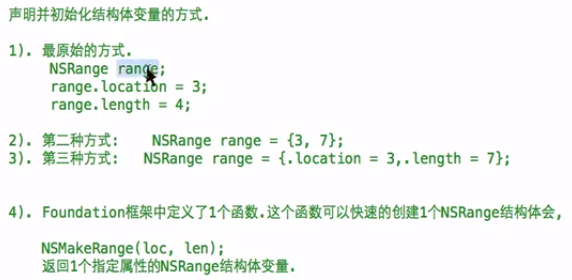 声明并初始化结构体变量的方式.
1). 最原始的方式.
NSRange range;
range.location = 3;
range.length = 4;
2). 第二种方式: NSRange range = {3, 7};
3). 第三种方式: NSRange range = {.location = 3,.length = 7};
4). Foundation框架中定义了1个函数.这个函数可以快速的创建1个NSRange结构体会,
NSMakeRange(loc, len);
返回1个指定属性的NSRange结构体变量.